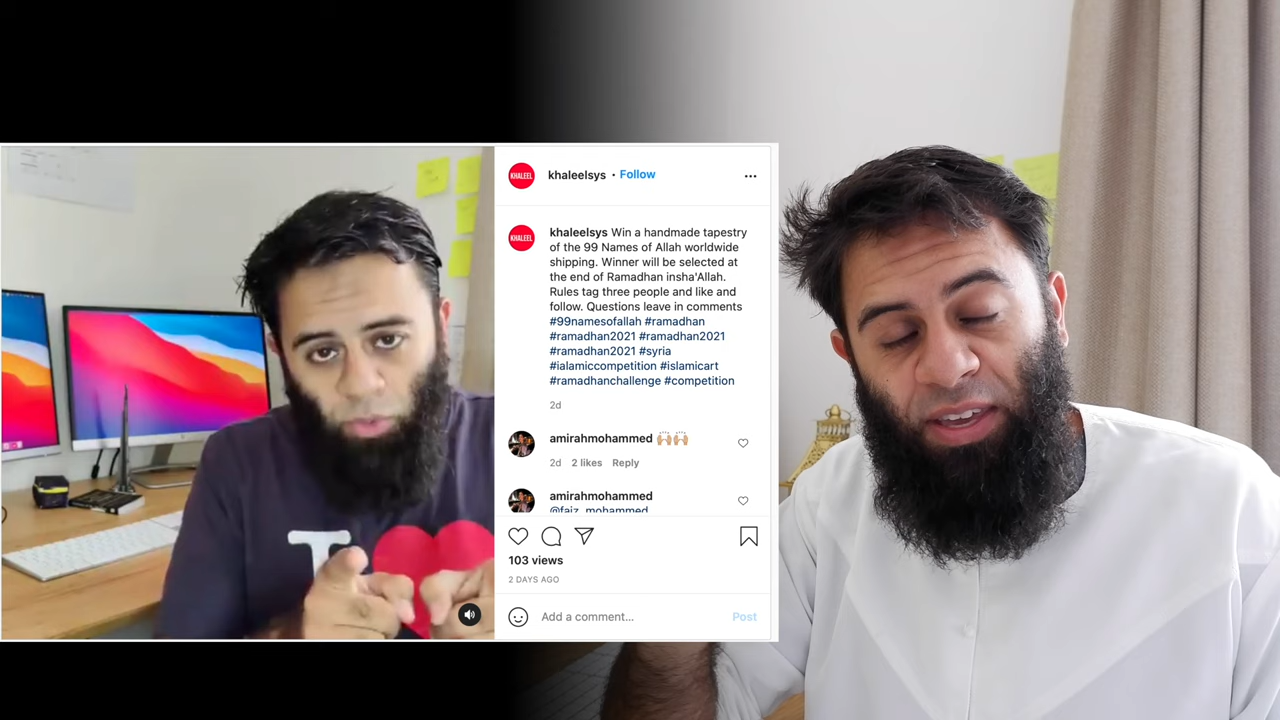 KHALEEL
khaleelsys • Follow
KHALEEL
khaleelsys Win a handmade tapestry
of the 99 Names of Allah worldwide
shipping. Winner will be selected at
the end of Ramadhan insha'Allah.
Rules tag three people and like and
follow. Questions leave in comments
#99namesofallah #ramadhan
#ramadhan2021 #ramadhan2021
#ramadhan2021 #syria
#ialamiccompetition #islamicart
#ramadhanchallenge #competition
2d
amirahmohammed 🙌🏼🙌🏼
2d 2 likes Reply
amirahmohammed
@faiz_mohammed
103 views
2 DAYS AGO
Add a comment... Post
I